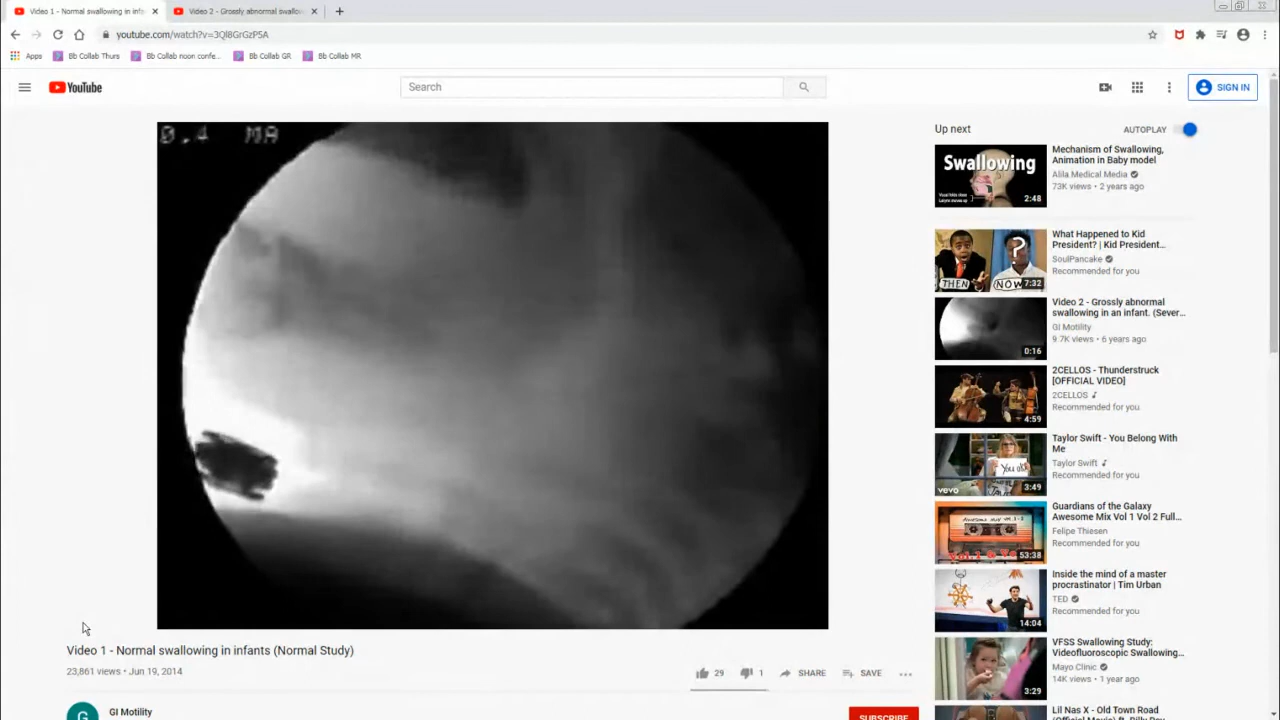 Video 1 - Normal swallowing in inf
Video 2 - Grossly abnormal swallow
youtube.com/watch?v=3Ql8GrGzP5A
Apps
Bb Collab Thurs
Bb Collab noon confe...
Bb Collab GR
Bb Collab MR
YouTube
Search
SIGN IN
0.4 MA
Up next
AUTOPLAY
Swallowing
2:48
Mechanism of Swallowing,
Animation in Baby model
Alila Medical Media
73K views • 2 years ago
THEN
NOW
?
7:32
What Happened to Kid
President? | Kid President...
SoulPancake
Recommended for you
0:16
Video 2 - Grossly abnormal
swallowing in an infant. (Sever...
GI Motility
9.7K views • 6 years ago
4:59
2CELLOS - Thunderstruck
[OFFICIAL VIDEO]
2CELLOS
Recommended for you
vevo
3:49
Taylor Swift - You Belong With
Me
Taylor Swift
Recommended for you
53:38
Guardians of the Galaxy
Awesome Mix Vol 1 Vol 2 Full...
Felipe Thiesen
Recommended for you
14:04
Inside the mind of a master
procrastinator | Tim Urban
TED
Recommended for you
3:29
VFSS Swallowing Study:
Videofluoroscopic Swallowing...
Mayo Clinic
14K views • 1 year ago
Lil Nas X - Old Town Road
Video 1 - Normal swallowing in infants (Normal Study)
23,861 views • Jun 19, 2014
29
1
SHARE
SAVE
G
GI Motility
SUBSCRIBE